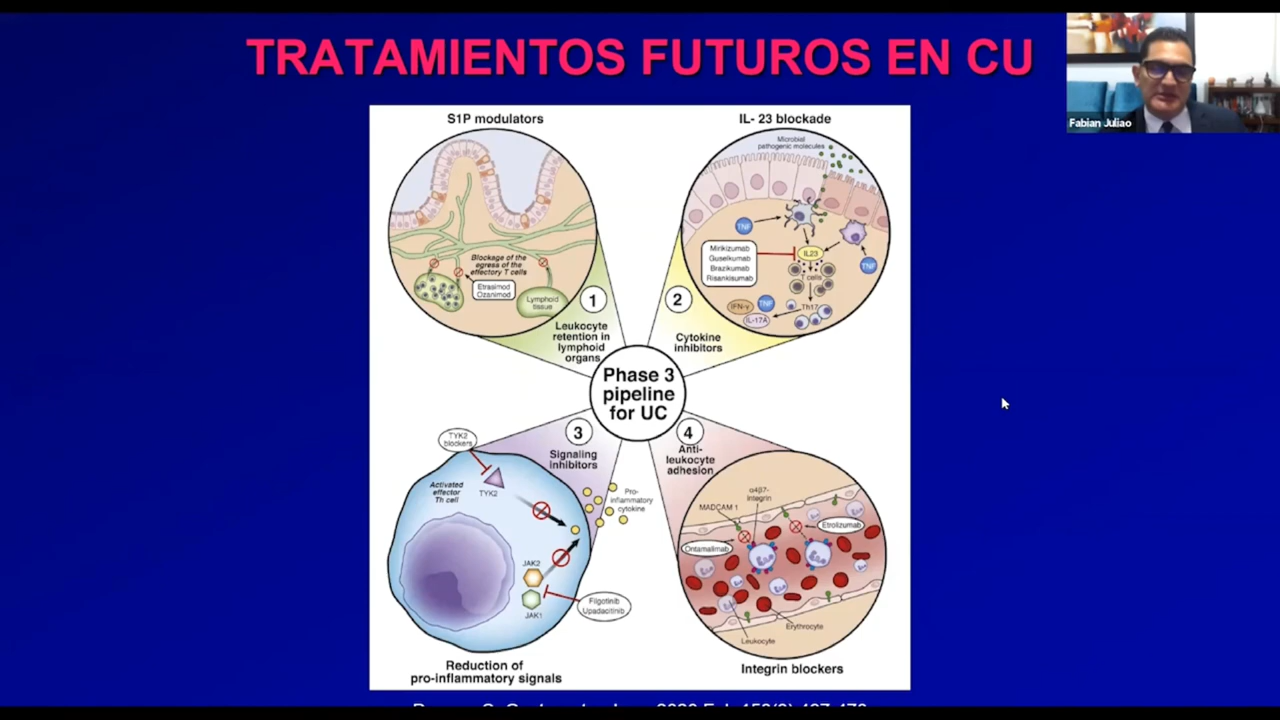 TRATAMIENTOS FUTUROS EN CU
Fabian Juliao
S1P modulators
Blockage of the
egress of the
effectory T cells
Etrasimod
Ozanimod
Lymphoid
tissue
1
Leukocyte
retention in
lymphoid
organs
IL- 23 blockade
Microbial
pathogenic molecules
TNF
Mirikizumab
Guselkumab
Brazikumab
Risankisumab
IL23
TNF
T cells
IFN-γ
TNF
IL-17A
Th17
2
Cytokine
inhibitors
Phase 3
pipeline
for UC
3
Signaling
inhibitors
TYK2
blockers
Activated
effector
Th cell
TYK2
Pro-
inflammatory
cytokine
JAK2
JAK1
Filgotinib
Upadacitinib
Reduction of
pro-inflammatory signals
4
Anti-
leukocyte
adhesion
α4β7-
integrin
MADCAM 1
Etrolizumab
Ontamalimab
Erythrocyte
Leukocyte
Integrin blockers